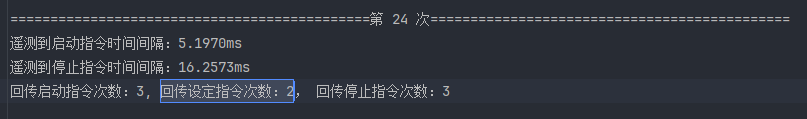 =============================================第 24 次=============================================
遥测到启动指令时间间隔：5.1970ms
遥测到停止指令时间间隔：16.2573ms
回传启动指令次数：3，回传设定指令次数：2， 回传停止指令次数：3